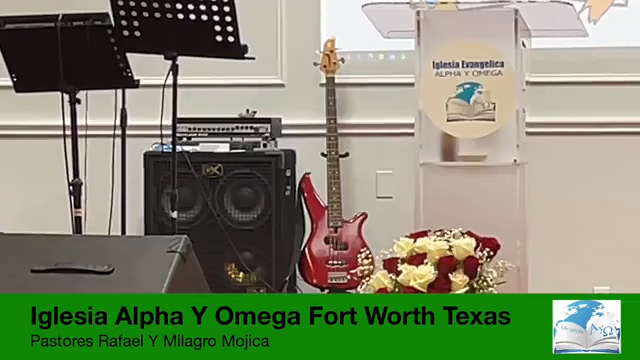 Iglesia Evangelica
ALPHA Y OMEGA
Iglesia Alpha Y Omega Fort Worth Texas
Pastores Rafael Y Milagro Mojica